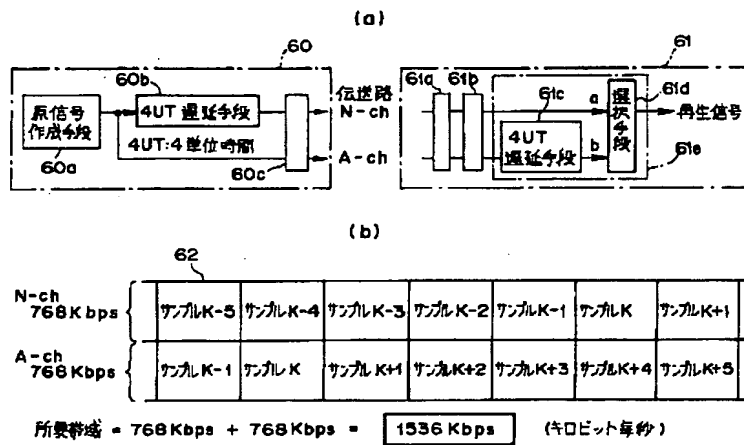 (a)
60
61
原信号
作成手段
60a
60b
4UT遅延手段
4UT:4単位時間
60c
伝送路
N-ch
A-ch
61a
61b
61c
4UT
遅延手段
a
b
選択手段
61d
再生信号
61e
(b)
62
N-ch
768Kbps
サンプルK-5
サンプルK-4
サンプルK-3
サンプルK-2
サンプルK-1
サンプルK
サンプルK+1
A-ch
768Kbps
サンプルK-1
サンプルK
サンプルK+1
サンプルK+2
サンプルK+3
サンプルK+4
サンプルK+5
所要帯域 = 768Kbps + 768Kbps = 1536Kbps (キロビット毎秒)